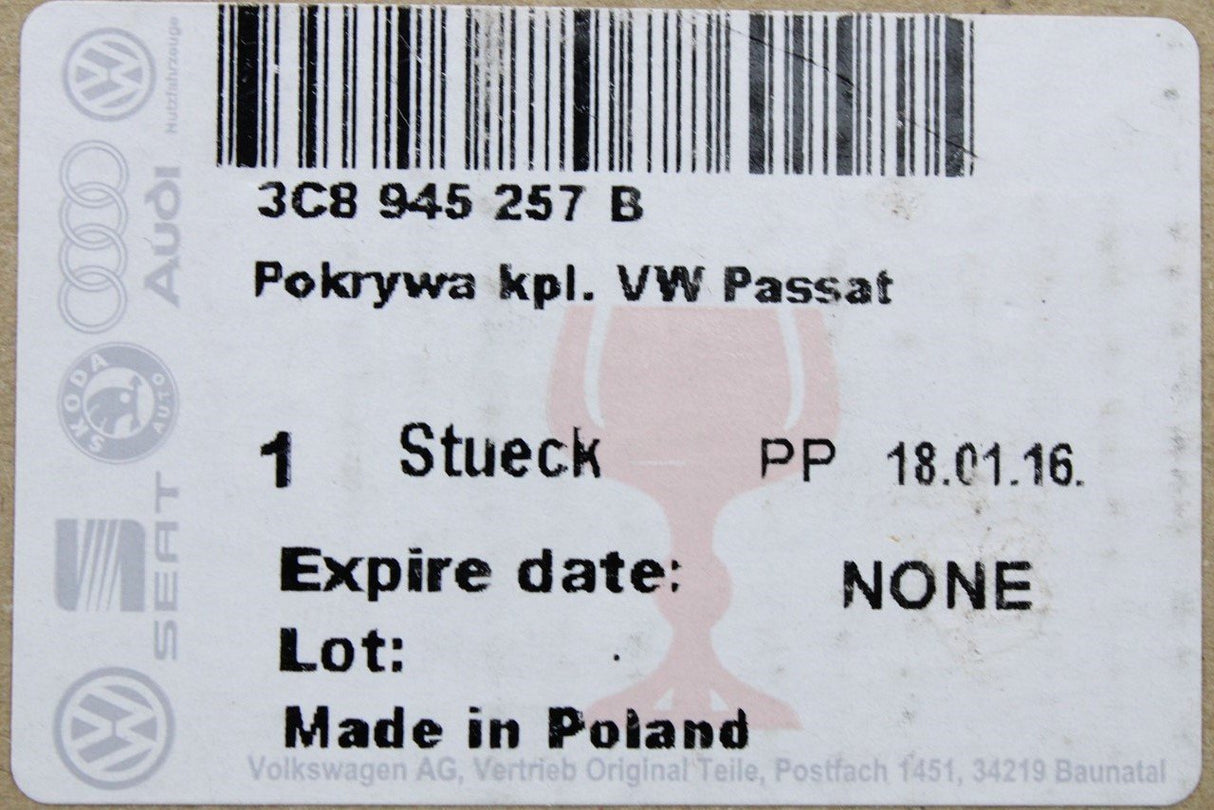 3C8 945 257 B
Pokrywa kpl. VW Passat
1 Stueck PP 18.01.16.
Expire date: NONE
Lot: .
Made in Poland
Volkswagen AG, Vertrieb Original Teile, Postfach 1451, 34219 Baunatal
Nutzfahrzeuge
Audi
SKODA AUTO
SEAT